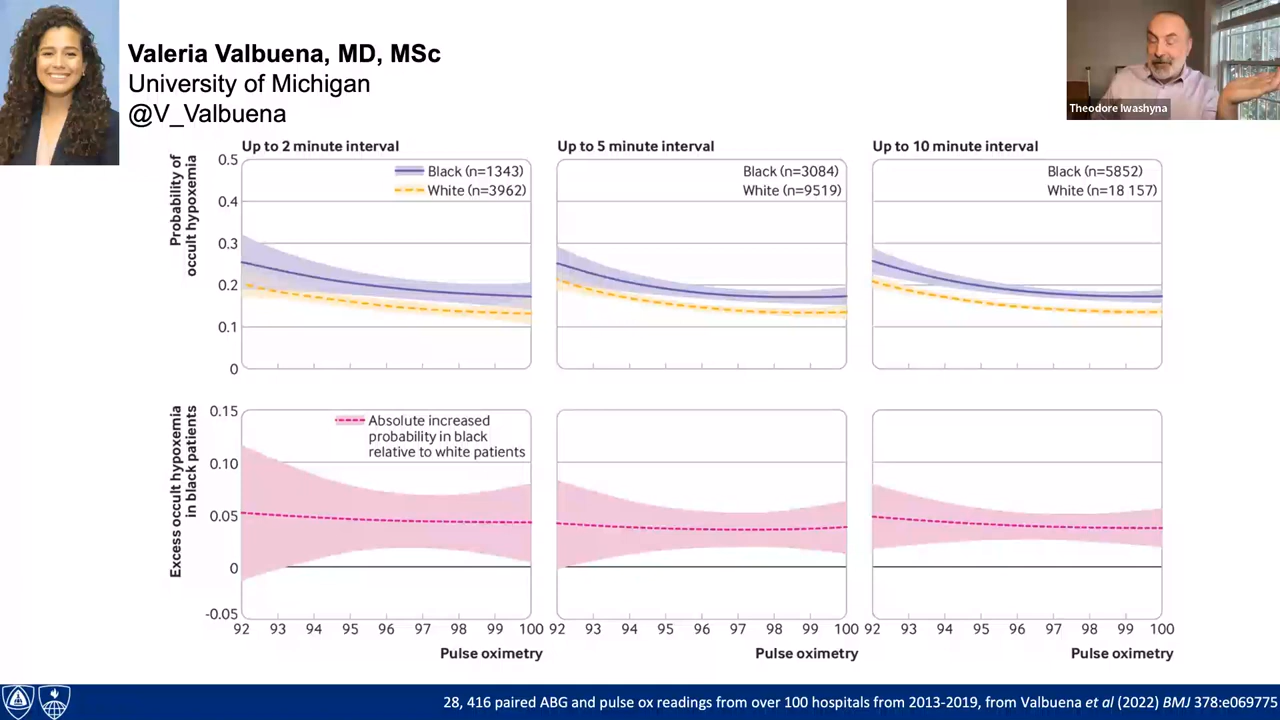 Valeria Valbuena, MD, MSc
University of Michigan
@V_Valbuena
Theodore Iwashyna
Up to 2 minute interval
Up to 5 minute interval
Up to 10 minute interval
Probability of
occult hypoxemia
0.5
0.4
0.3
0.2
0.1
0
Black (n=1343)
White (n=3962)
Black (n=3084)
White (n=9519)
Black (n=5852)
White (n=18 157)
Excess occult hypoxemia
in black patients
0.15
0.10
0.05
0
-0.05
Absolute increased
probability in black
relative to white patients
92 93 94 95 96 97 98 99 100
92 93 94 95 96 97 98 99 100
92 93 94 95 96 97 98 99 100
Pulse oximetry
Pulse oximetry
Pulse oximetry
28, 416 paired ABG and pulse ox readings from over 100 hospitals from 2013-2019, from Valbuena et al (2022) BMJ 378:e069775